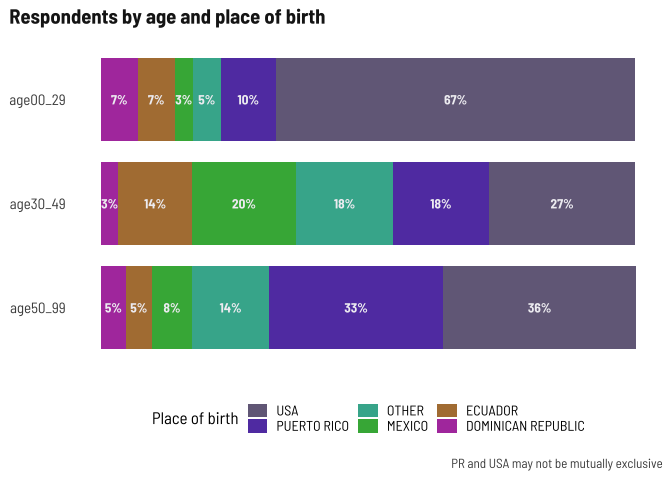 Respondents by age and place of birth
age00_29
7% 7% 3% 5% 10% 67%
age30_49
3% 14% 20% 18% 18% 27%
age50_99
5% 5% 8% 14% 33% 36%
Place of birth
USA OTHER ECUADOR
PUERTO RICO MEXICO DOMINICAN REPUBLIC
PR and USA may not be mutually exclusive